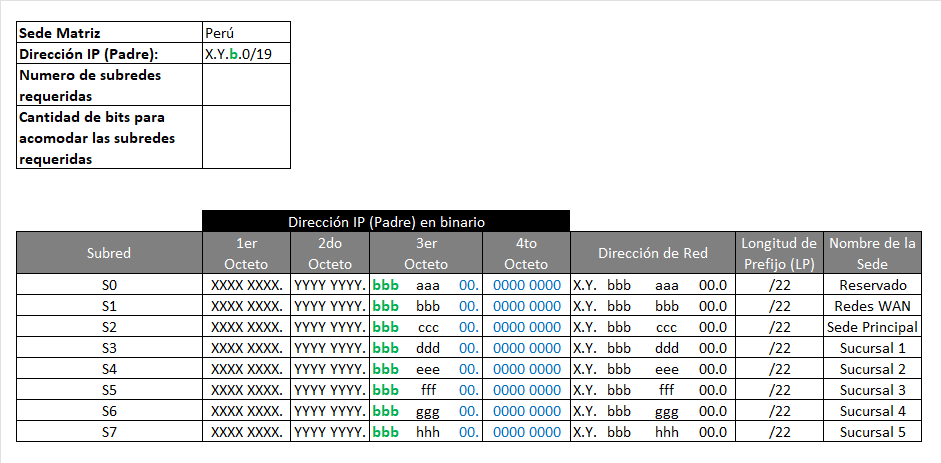 Sede Matriz Perú
Dirección IP (Padre): X.Y.b.0/19
Numero de subredes
requeridas
Cantidad de bits para
acomodar las subredes
requeridas
Dirección IP (Padre) en binario
Subred 1er Octeto 2do Octeto 3er Octeto 4to Octeto Dirección de Red Longitud de Prefijo (LP) Nombre de la Sede
S0 XXXX XXXX. YYYY YYYY. bbb aaa 00. 0000 0000 X.Y. bbb aaa 00.0 /22 Reservado
S1 XXXX XXXX. YYYY YYYY. bbb bbb 00. 0000 0000 X.Y. bbb bbb 00.0 /22 Redes WAN
S2 XXXX XXXX. YYYY YYYY. bbb ccc 00. 0000 0000 X.Y. bbb ccc 00.0 /22 Sede Principal
S3 XXXX XXXX. YYYY YYYY. bbb ddd 00. 0000 0000 X.Y. bbb ddd 00.0 /22 Sucursal 1
S4 XXXX XXXX. YYYY YYYY. bbb eee 00. 0000 0000 X.Y. bbb eee 00.0 /22 Sucursal 2
S5 XXXX XXXX. YYYY YYYY. bbb fff 00. 0000 0000 X.Y. bbb fff 00.0 /22 Sucursal 3
S6 XXXX XXXX. YYYY YYYY. bbb ggg 00. 0000 0000 X.Y. bbb ggg 00.0 /22 Sucursal 4
S7 XXXX XXXX. YYYY YYYY. bbb hhh 00. 0000 0000 X.Y. bbb hhh 00.0 /22 Sucursal 5